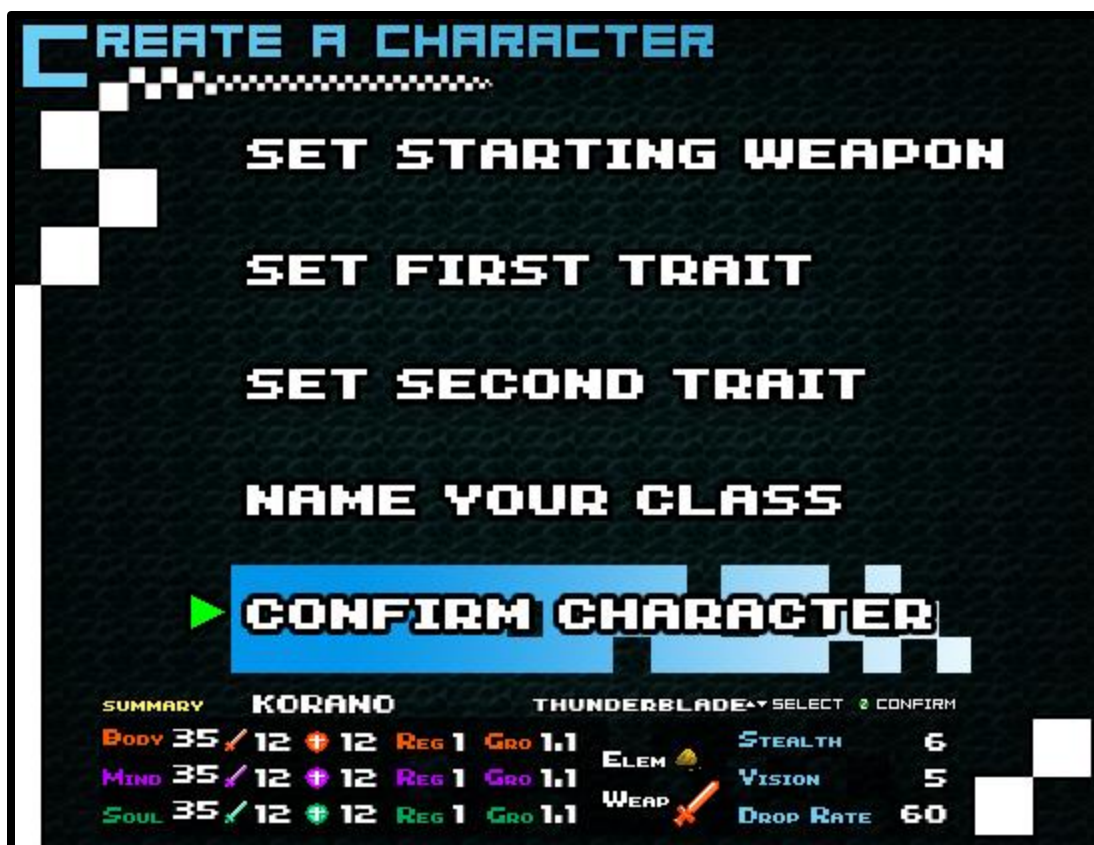 CREATE A CHARACTER
SET STARTING WEAPON
SET FIRST TRAIT
SET SECOND TRAIT
NAME YOUR CLASS
CONFIRM CHARACTER
SUMMARY KORANO THUNDERBLADE SELECT Z CONFIRM
BODY 35 12 12 REG 1 GRO 1.1 ELEM STEALTH 6
MIND 35 12 12 REG 1 GRO 1.1 WEAP VISION 5
SOUL 35 12 12 REG 1 GRO 1.1 DROP RATE 60